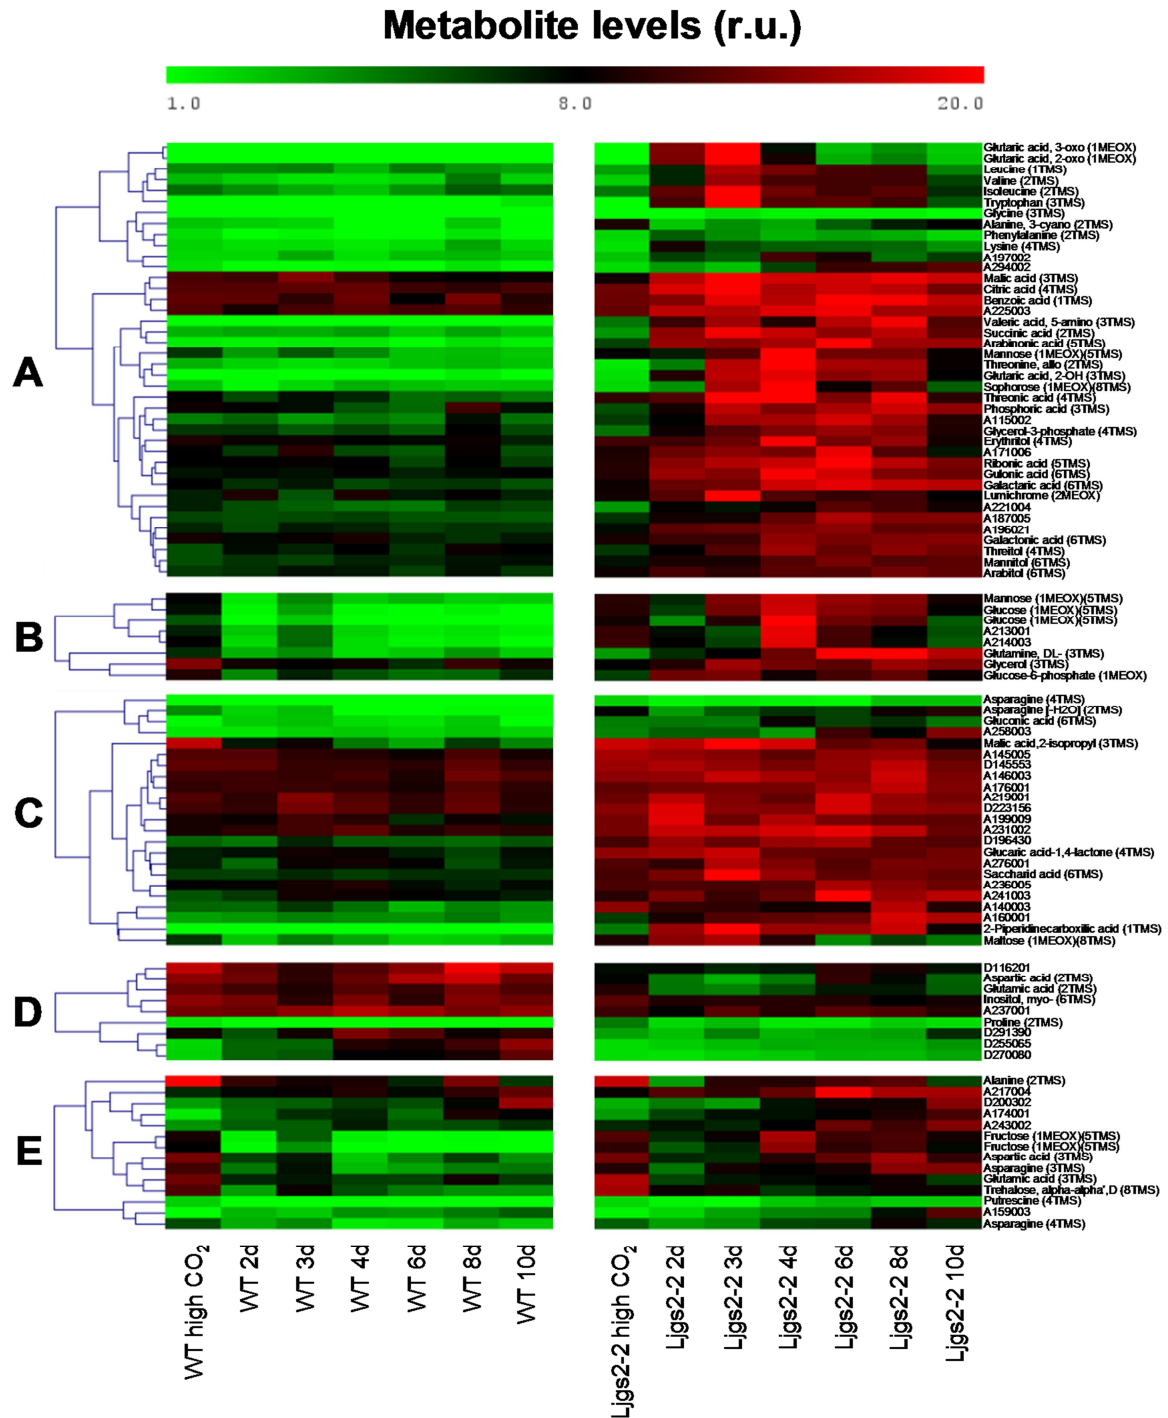 Metabolite levels (r.u.)
1.0 8.0 20.0
A
Glutaric acid, 3-oxo (1MEOX)
Glutaric acid, 2-oxo (1MEOX)
Leucine (1TMS)
Valine (2TMS)
Isoleucine (2TMS)
Tryptophan (3TMS)
Glycine (3TMS)
Alanine, 3-cyano (2TMS)
Phenylalanine (2TMS)
Lysine (4TMS)
A197002
A294002
Malic acid (3TMS)
Citric acid (4TMS)
Benzoic acid (1TMS)
A225003
Valeric acid, 5-amino (3TMS)
Succinic acid (2TMS)
Arabinonic acid (5TMS)
Mannose (1MEOX)(5TMS)
Threonine, allo (2TMS)
Glutaric acid, 2-OH (3TMS)
Sophorose (1MEOX)(8TMS)
Threonic acid (4TMS)
Phosphoric acid (3TMS)
A115002
Glycerol-3-phosphate (4TMS)
Erythritol (4TMS)
A171006
Ribonic acid (5TMS)
Gulonic acid (6TMS)
Galactaric acid (6TMS)
Lumichrome (2MEOX)
A221004
A187005
A196021
Galactonic acid (6TMS)
Threitol (4TMS)
Mannitol (6TMS)
Arabitol (6TMS)
B
Mannose (1MEOX)(5TMS)
Glucose (1MEOX)(5TMS)
Glucose (1MEOX)(5TMS)
A213001
A214003
Glutamine, DL- (3TMS)
Glycerol (3TMS)
Glucose-6-phosphate (1MEOX)
C
Asparagine (4TMS)
Asparagine [-H2O] (2TMS)
Gluconic acid (6TMS)
A258003
Malic acid,2-isopropyl (3TMS)
A145005
D145553
A146003
A176001
A219001
D223156
A199009
A231002
D196430
Glucaric acid-1,4-lactone (4TMS)
A276001
Saccharid acid (6TMS)
A236005
A241003
A140003
A160001
2-Piperidinecarboxilic acid (1TMS)
Maltose (1MEOX)(8TMS)
D
D116201
Aspartic acid (2TMS)
Glutamic acid (2TMS)
Inositol, myo- (6TMS)
A237001
Proline (2TMS)
D291390
D255065
D270080
E
Alanine (2TMS)
A217004
D200302
A174001
A243002
Fructose (1MEOX)(5TMS)
Fructose (1MEOX)(5TMS)
Aspartic acid (3TMS)
Asparagine (3TMS)
Glutamic acid (3TMS)
Trehalose, alpha-alpha',D (8TMS)
Putrescine (4TMS)
A159003
Asparagine (4TMS)
WT high CO2
WT 2d
WT 3d
WT 4d
WT 6d
WT 8d
WT 10d
Ljgs2-2 high CO2
Ljgs2-2 2d
Ljgs2-2 3d
Ljgs2-2 4d
Ljgs2-2 6d
Ljgs2-2 8d
Ljgs2-2 10d